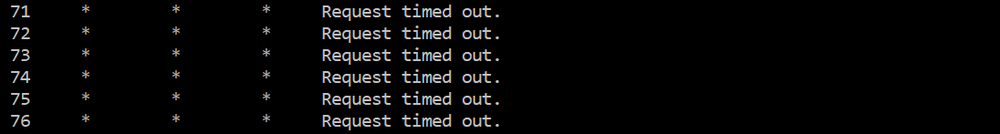 71     *        *        *     Request timed out.
72     *        *        *     Request timed out.
73     *        *        *     Request timed out.
74     *        *        *     Request timed out.
75     *        *        *     Request timed out.
76     *        *        *     Request timed out.